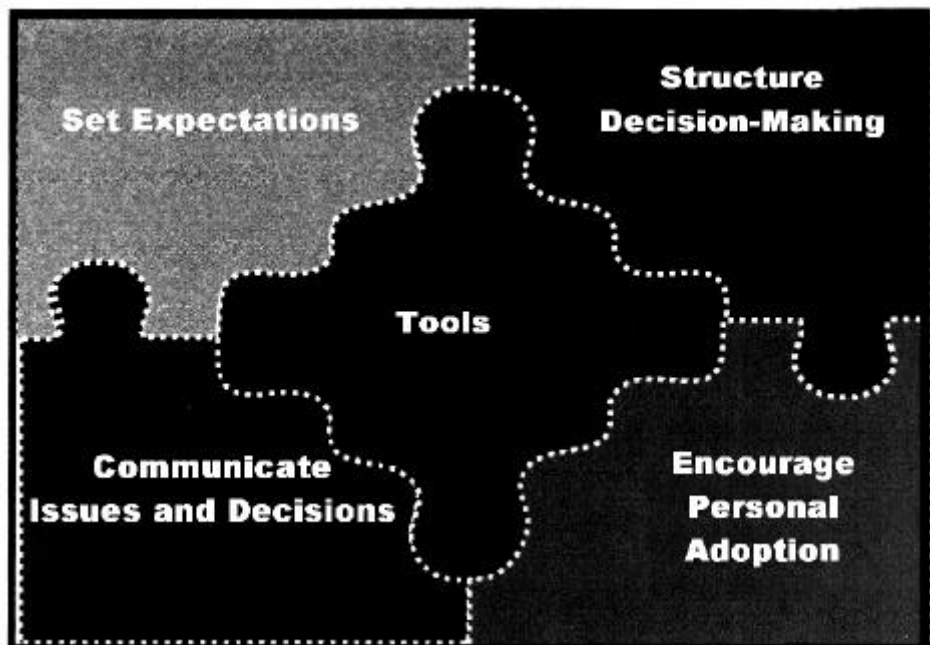 Set Expectations
Structure
Decision-Making
Tools
Communicate
Issues and Decisions
Encourage
Personal
Adoption